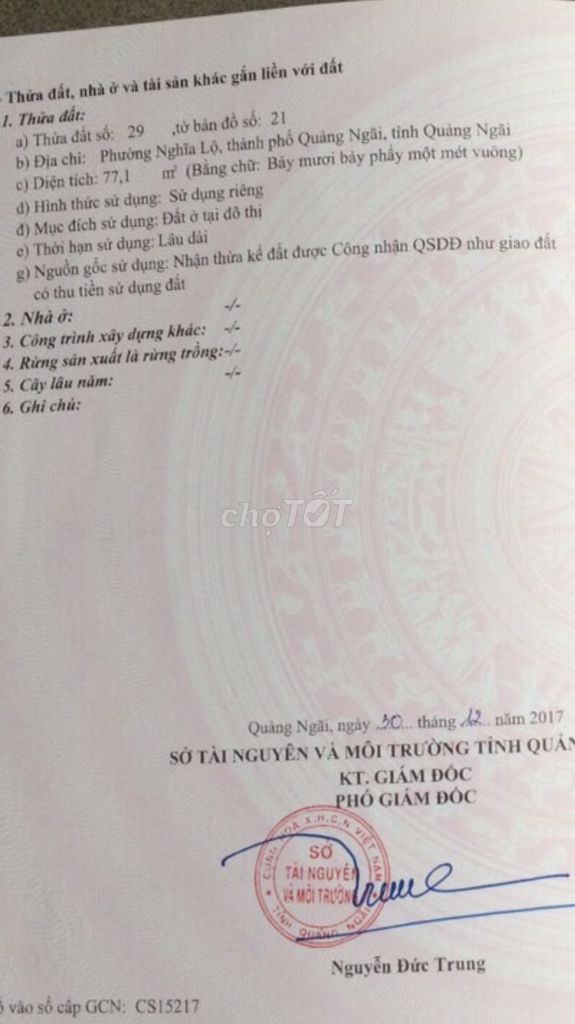 Thửa đất, nhà ở và tài sản khác gắn liền với đất
1. Thửa đất:
a) Thửa đất số: 29 ,tờ bản đồ số: 21
b) Địa chỉ: Phường Nghĩa Lộ, thành phố Quảng Ngãi, tỉnh Quảng Ngãi
c) Diện tích: 77,1 m² (Bằng chữ: Bảy mươi bảy phẩy một mét vuông)
d) Hình thức sử dụng: Sử dụng riêng
đ) Mục đích sử dụng: Đất ở tại đô thị
e) Thời hạn sử dụng: Lâu dài
g) Nguồn gốc sử dụng: Nhận thừa kế đất được Công nhận QSDĐ như giao đất
có thu tiền sử dụng đất
2. Nhà ở: -/-
3. Công trình xây dựng khác: -/-
4. Rừng sản xuất là rừng trồng:-/-
5. Cây lâu năm: -/-
6. Ghi chú:
chợTỐT
Quảng Ngãi, ngày 30 tháng 12 năm 2017
SỞ TÀI NGUYÊN VÀ MÔI TRƯỜNG TỈNH QUẢN
KT. GIÁM ĐỐC
PHÓ GIÁM ĐỐC
CỘNG HÒA X.H.C.N VIỆT NAM
SỞ
TÀI NGUYÊN
VÀ MÔI TRƯỜNG
TỈNH QUẢNG NGÃI
Nguyễn Đức Trung
vào sổ cấp GCN: CS15217